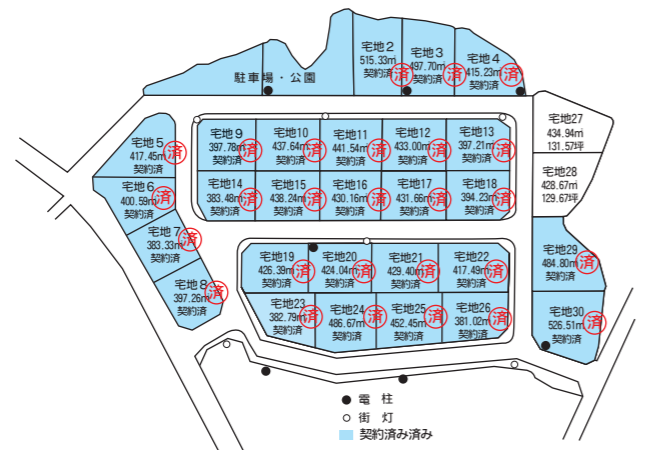 駐車場・公園
宅地2
515.33㎡
契約済
済
宅地3
497.70㎡
契約済
済
宅地4
415.23㎡
契約済
済
宅地5
417.45㎡
契約済
済
宅地6
400.59㎡
契約済
済
宅地7
383.33㎡
契約済
済
宅地8
397.26㎡
契約済
済
宅地9
397.78㎡
契約済
済
宅地10
437.64㎡
契約済
済
宅地11
441.54㎡
契約済
済
宅地12
433.00㎡
契約済
済
宅地13
397.21㎡
契約済
済
宅地14
383.48㎡
契約済
済
宅地15
438.24㎡
契約済
済
宅地16
430.16㎡
契約済
済
宅地17
431.66㎡
契約済
済
宅地18
394.23㎡
契約済
済
宅地19
426.39㎡
契約済
済
宅地20
424.04㎡
契約済
済
宅地21
429.40㎡
契約済
済
宅地22
417.49㎡
契約済
済
宅地23
382.79㎡
契約済
済
宅地24
486.67㎡
契約済
済
宅地25
452.45㎡
契約済
済
宅地26
381.02㎡
契約済
済
宅地27
434.94㎡
131.57坪
宅地28
428.67㎡
129.67坪
宅地29
484.80㎡
契約済
済
宅地30
526.51㎡
契約済
済
電 柱
街 灯
契約済み済み